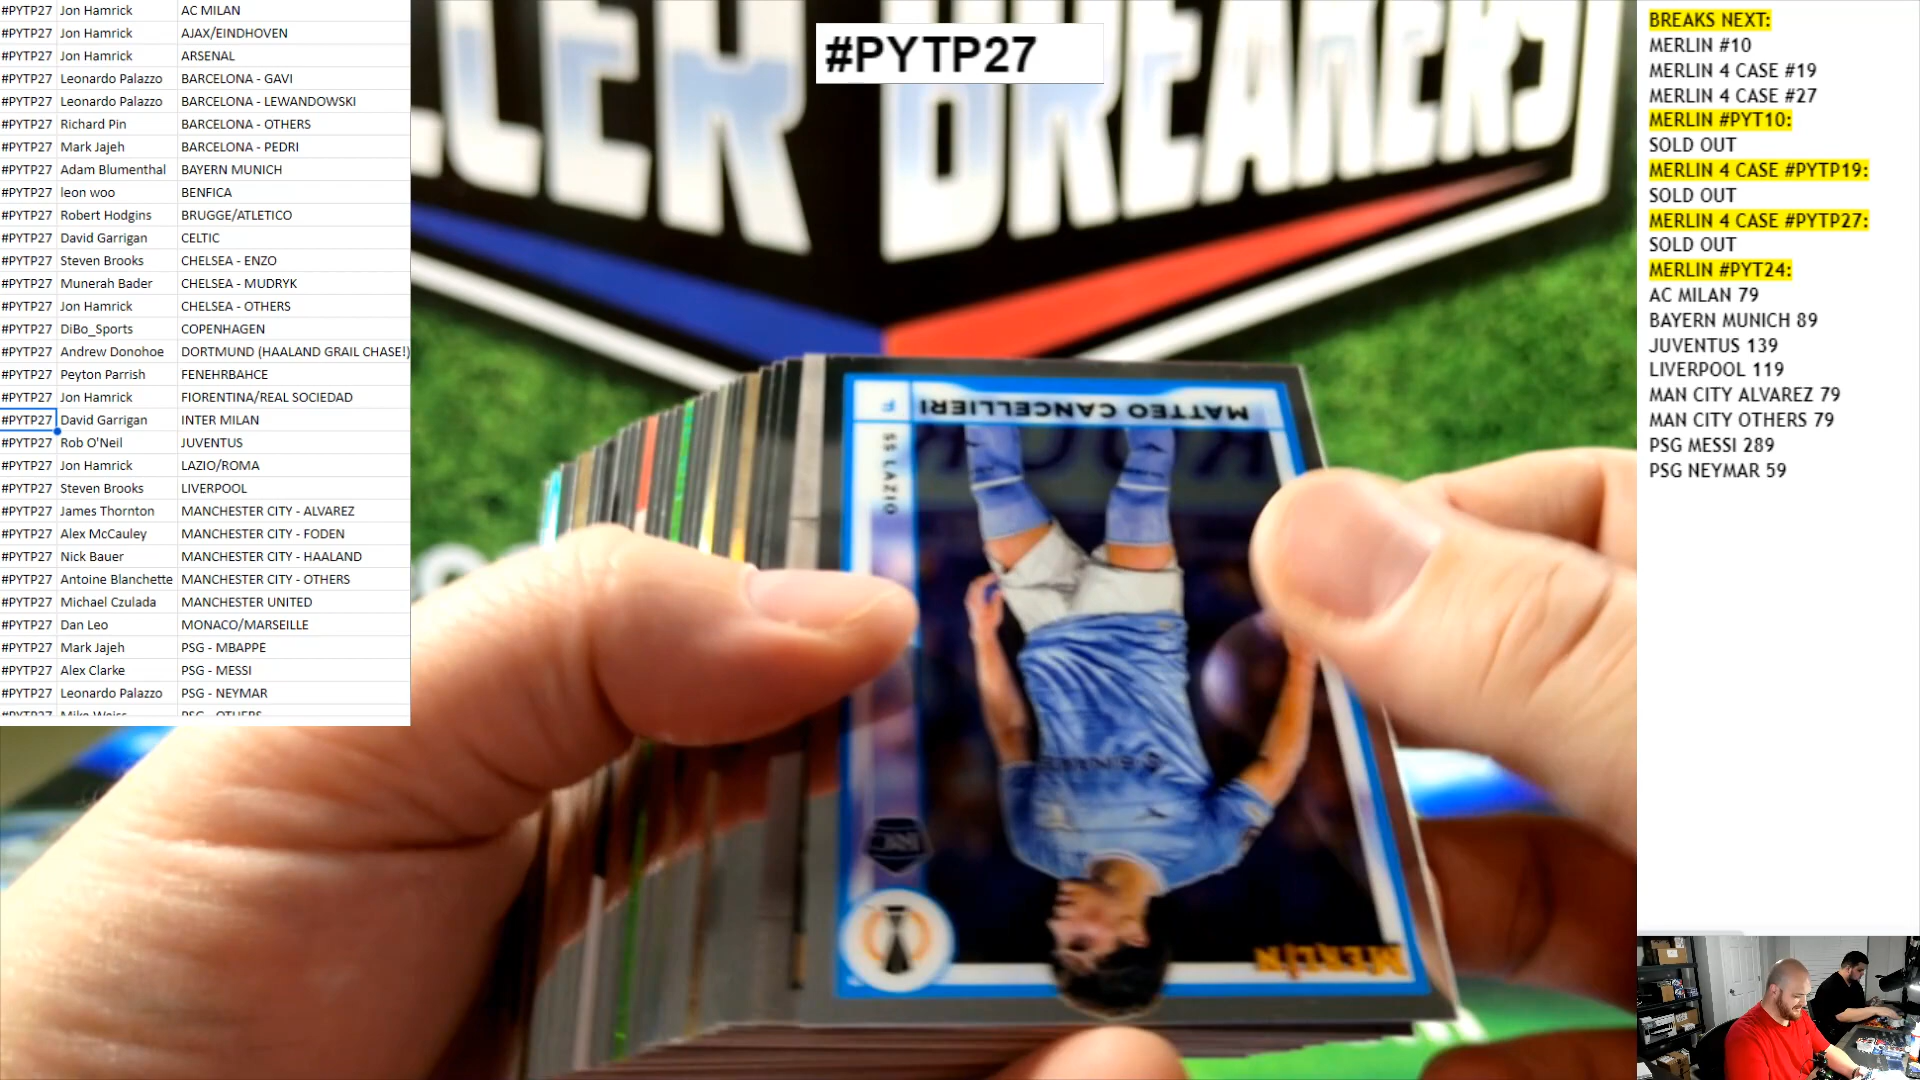 #PYTP27 Jon Hamrick AC MILAN
#PYTP27 Jon Hamrick AJAX/EINDHOVEN
#PYTP27 Jon Hamrick ARSENAL
#PYTP27 Leonardo Palazzo BARCELONA - GAVI
#PYTP27 Leonardo Palazzo BARCELONA - LEWANDOWSKI
#PYTP27 Richard Pin BARCELONA - OTHERS
#PYTP27 Mark Jajeh BARCELONA - PEDRI
#PYTP27 Adam Blumenthal BAYERN MUNICH
#PYTP27 leon woo BENFICA
#PYTP27 Robert Hodgins BRUGGE/ATLETICO
#PYTP27 David Garrigan CELTIC
#PYTP27 Steven Brooks CHELSEA - ENZO
#PYTP27 Munerah Bader CHELSEA - MUDRYK
#PYTP27 Jon Hamrick CHELSEA - OTHERS
#PYTP27 DiBo_Sports COPENHAGEN
#PYTP27 Andrew Donohoe DORTMUND (HAALAND GRAIL CHASE!)
#PYTP27 Peyton Parrish FENEHRBAHCE
#PYTP27 Jon Hamrick FIORENTINA/REAL SOCIEDAD
#PYTP27 David Garrigan INTER MILAN
#PYTP27 Rob O'Neil JUVENTUS
#PYTP27 Jon Hamrick LAZIO/ROMA
#PYTP27 Steven Brooks LIVERPOOL
#PYTP27 James Thornton MANCHESTER CITY - ALVAREZ
#PYTP27 Alex McCauley MANCHESTER CITY - FODEN
#PYTP27 Nick Bauer MANCHESTER CITY - HAALAND
#PYTP27 Antoine Blanchette MANCHESTER CITY - OTHERS
#PYTP27 Michael Czulada MANCHESTER UNITED
#PYTP27 Dan Leo MONACO/MARSEILLE
#PYTP27 Mark Jajeh PSG - MBAPPE
#PYTP27 Alex Clarke PSG - MESSI
#PYTP27 Leonardo Palazzo PSG - NEYMAR
#PYTP27 Mike Weiss PSG - OTHERS
#PYTP27
LLER BREAKERS
MATTEO CANCELLIERI
SS LAZIO
MERLIN
BREAKS NEXT:
MERLIN #10
MERLIN 4 CASE #19
MERLIN 4 CASE #27
MERLIN #PYT10:
SOLD OUT
MERLIN 4 CASE #PYTP19:
SOLD OUT
MERLIN 4 CASE #PYTP27:
SOLD OUT
MERLIN #PYT24:
AC MILAN 79
BAYERN MUNICH 89
JUVENTUS 139
LIVERPOOL 119
MAN CITY ALVAREZ 79
MAN CITY OTHERS 79
PSG MESSI 289
PSG NEYMAR 59